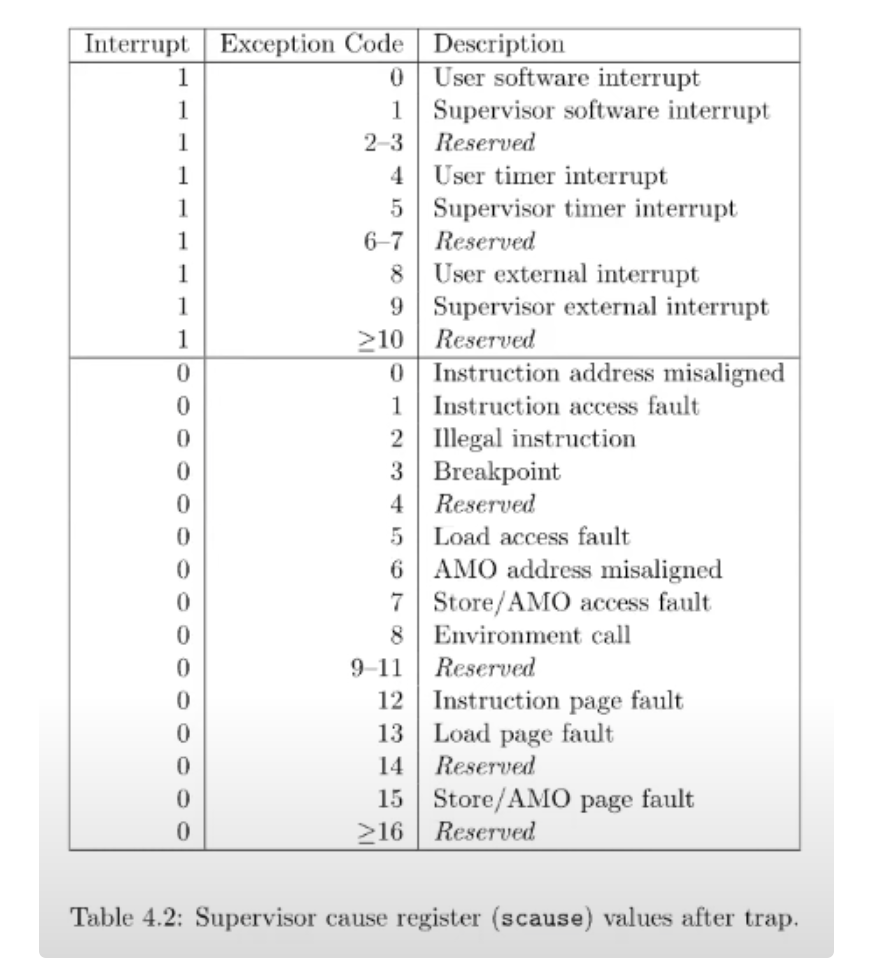 Interrupt Exception Code Description
1 0 User software interrupt
1 1 Supervisor software interrupt
1 2–3 Reserved
1 4 User timer interrupt
1 5 Supervisor timer interrupt
1 6–7 Reserved
1 8 User external interrupt
1 9 Supervisor external interrupt
1 ≥10 Reserved
0 0 Instruction address misaligned
0 1 Instruction access fault
0 2 Illegal instruction
0 3 Breakpoint
0 4 Reserved
0 5 Load access fault
0 6 AMO address misaligned
0 7 Store/AMO access fault
0 8 Environment call
0 9–11 Reserved
0 12 Instruction page fault
0 13 Load page fault
0 14 Reserved
0 15 Store/AMO page fault
0 ≥16 Reserved
Table 4.2: Supervisor cause register (scause) values after trap.